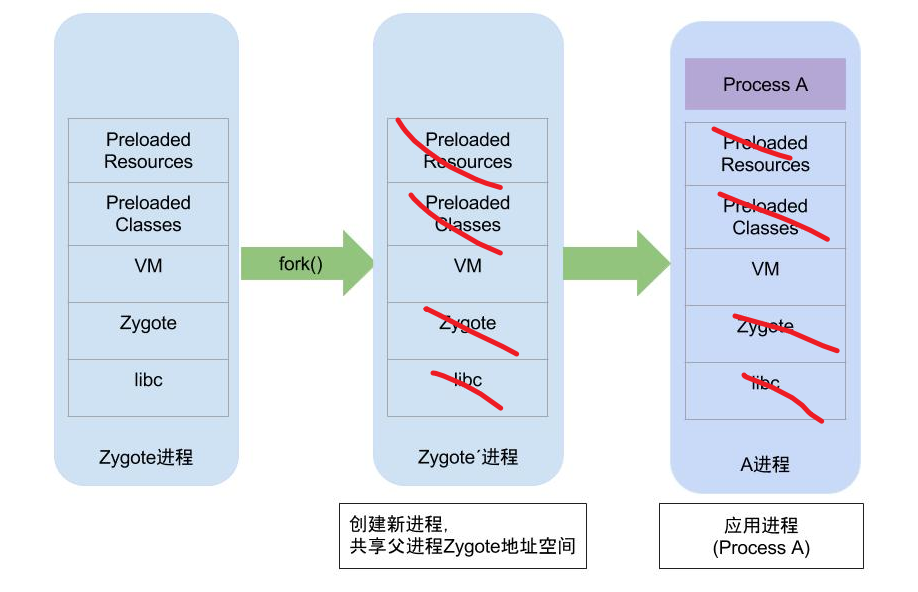 Preloaded
Resources
Preloaded
Classes
VM
Zygote
libc
Zygote进程
fork()
Preloaded
Resources
Preloaded
Classes
VM
Zygote
libc
Zygote´进程
创建新进程,
共享父进程Zygote地址空间
Process A
Preloaded
Resources
Preloaded
Classes
VM
Zygote
libc
A进程
应用进程
(Process A)